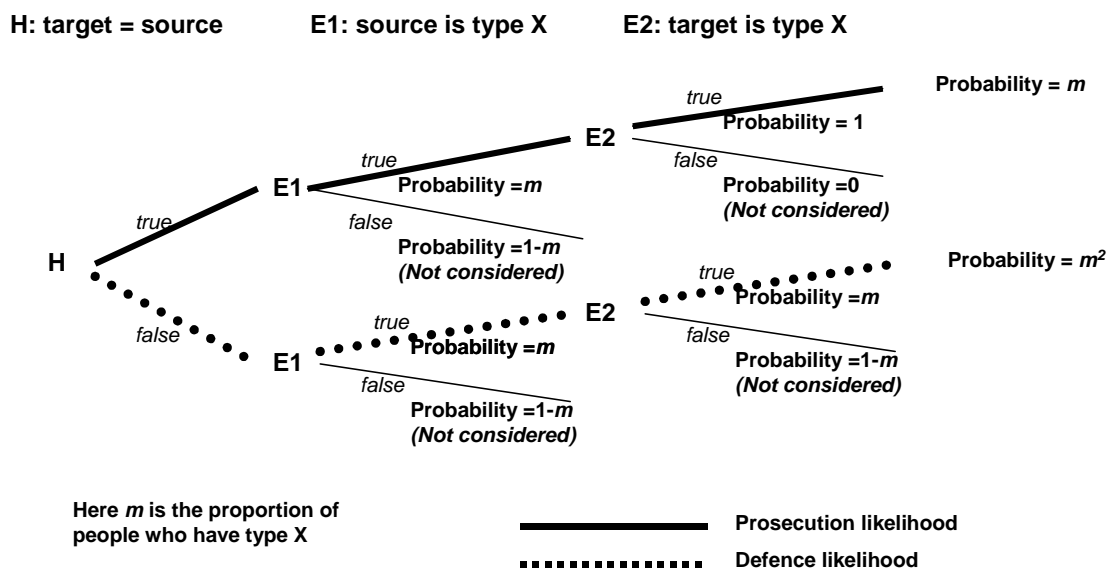 H: target = source E1: source is type X E2: target is type X
true
Probability = m
Probability = 1
E2
false
true
Probability =0
(Not considered)
E1
Probability =m
true
false
Probability =1-m
(Not considered)
H
true
Probability = m²
Probability =m
E2
false
true
false
Probability =m
E1
Probability =1-m
(Not considered)
false
Probability =1-m
(Not considered)
Here m is the proportion of
people who have type X
Prosecution likelihood
Defence likelihood